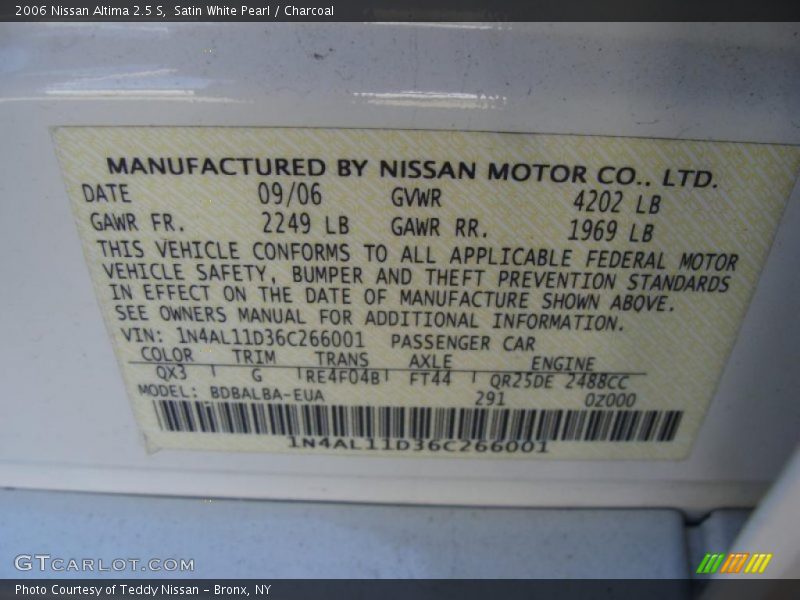 2006 Nissan Altima 2.5 S, Satin White Pearl / Charcoal
MANUFACTURED BY NISSAN MOTOR CO.. LTD.
DATE 09/06 GVWR 4202 LB
GAWR FR. 2249 LB GAWR RR. 1969 LB
THIS VEHICLE CONFORMS TO ALL APPLICABLE FEDERAL MOTOR
VEHICLE SAFETY, BUMPER AND THEFT PREVENTION STANDARDS
IN EFFECT ON THE DATE OF MANUFACTURE SHOWN ABOVE.
SEE OWNERS MANUAL FOR ADDITIONAL INFORMATION.
VIN: 1N4AL11D36C266001 PASSENGER CAR
COLOR TRIM TRANS AXLE ENGINE
QX3 G RE4F04B FT44 QR25DE 2488CC
MODEL: BDBALBA-EUA 291 0Z000
1N4AL11D36C266001
GTCARLOT.COM
Photo Courtesy of Teddy Nissan - Bronx, NY